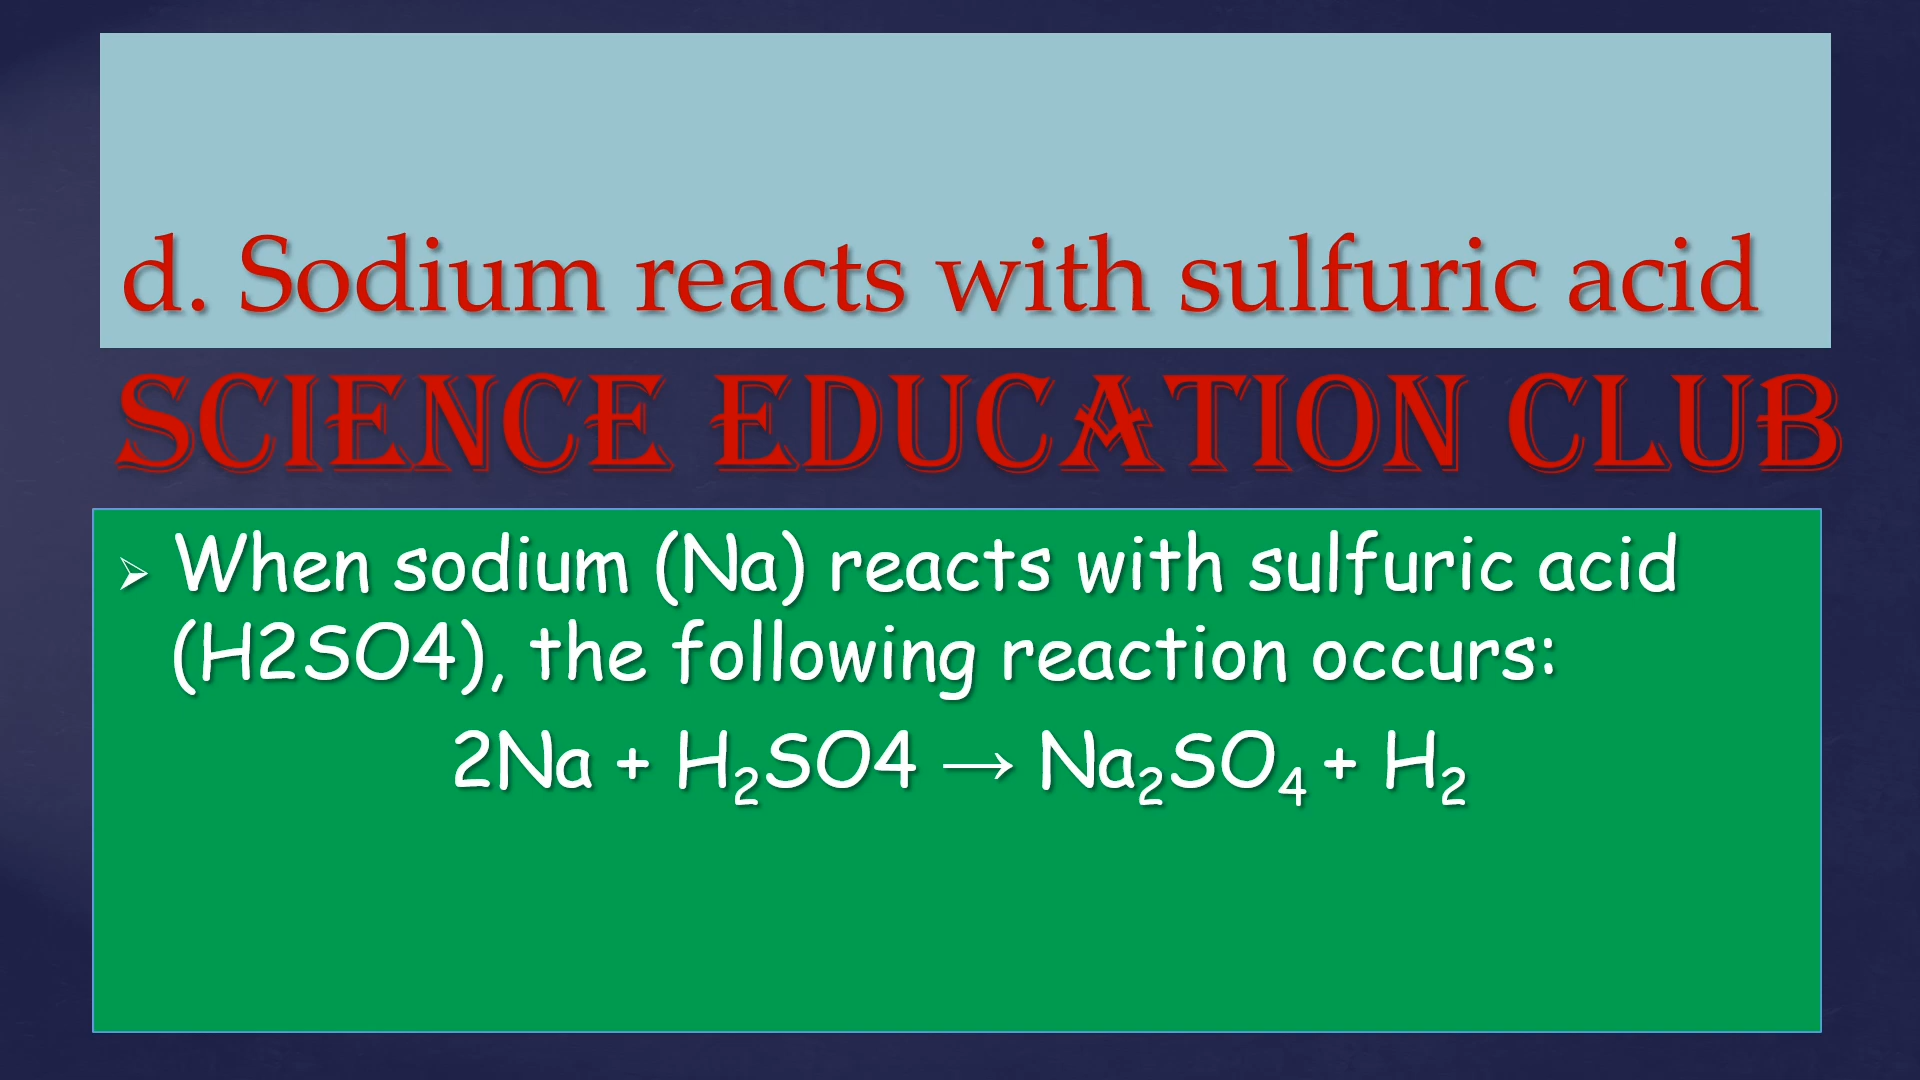 d. Sodium reacts with sulfuric acid
SCIENCE EDUCATION CLUB
➢ When sodium (Na) reacts with sulfuric acid
(H2SO4), the following reaction occurs:
2Na + H₂SO4 → Na₂SO₄ + H₂